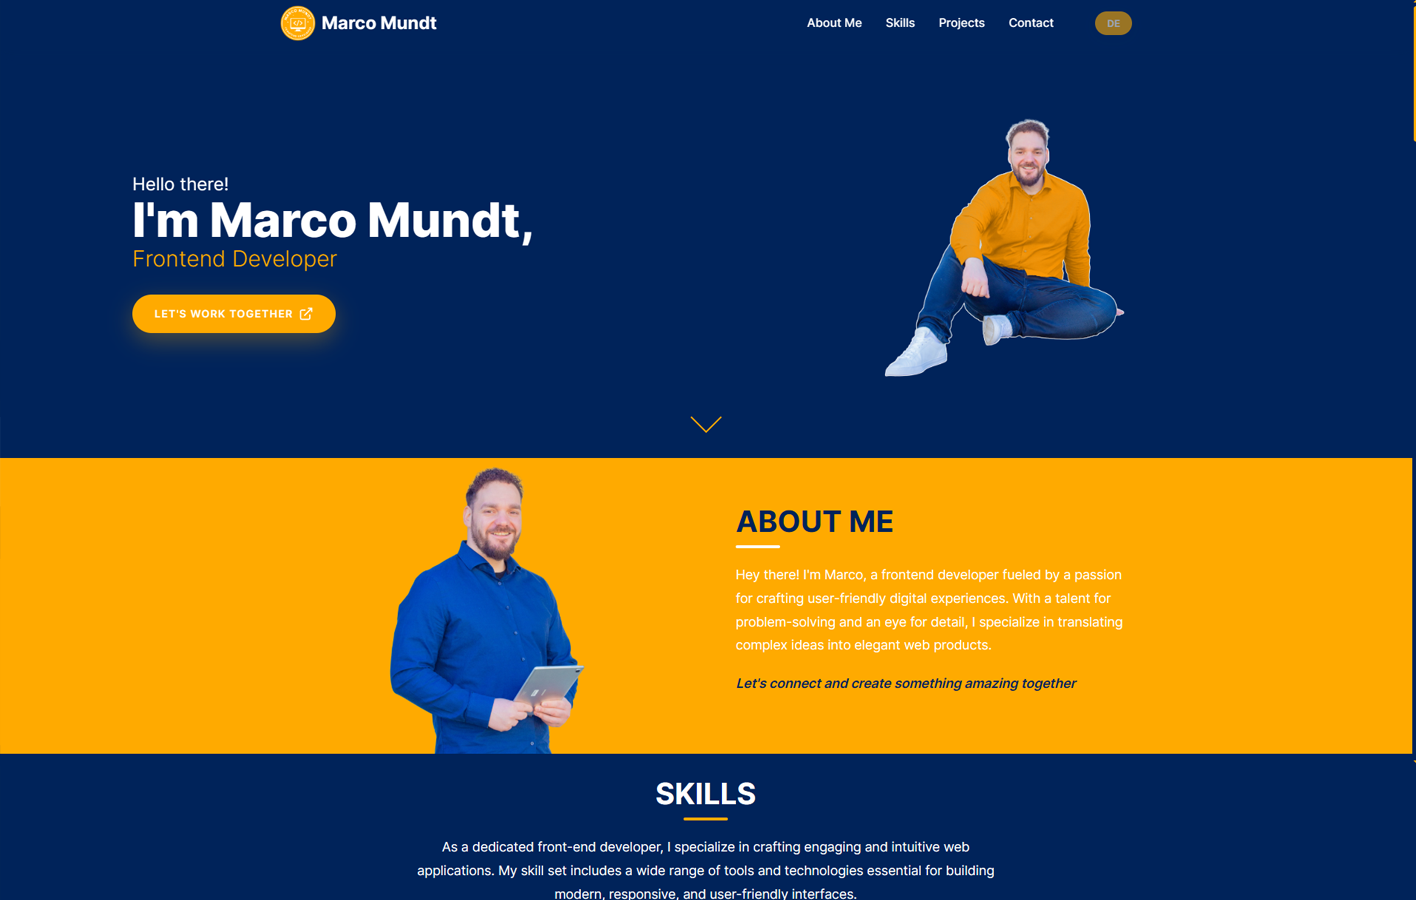 Marco Mundt
About Me
Skills
Projects
Contact
DE
Hello there!
I'm Marco Mundt,
Frontend Developer
LET'S WORK TOGETHER
ABOUT ME
Hey there! I'm Marco, a frontend developer fueled by a passion
for crafting user-friendly digital experiences. With a talent for
problem-solving and an eye for detail, I specialize in translating
complex ideas into elegant web products.
Let's connect and create something amazing together
SKILLS
As a dedicated front-end developer, I specialize in crafting engaging and intuitive web
applications. My skill set includes a wide range of tools and technologies essential for building
modern, responsive, and user-friendly interfaces.